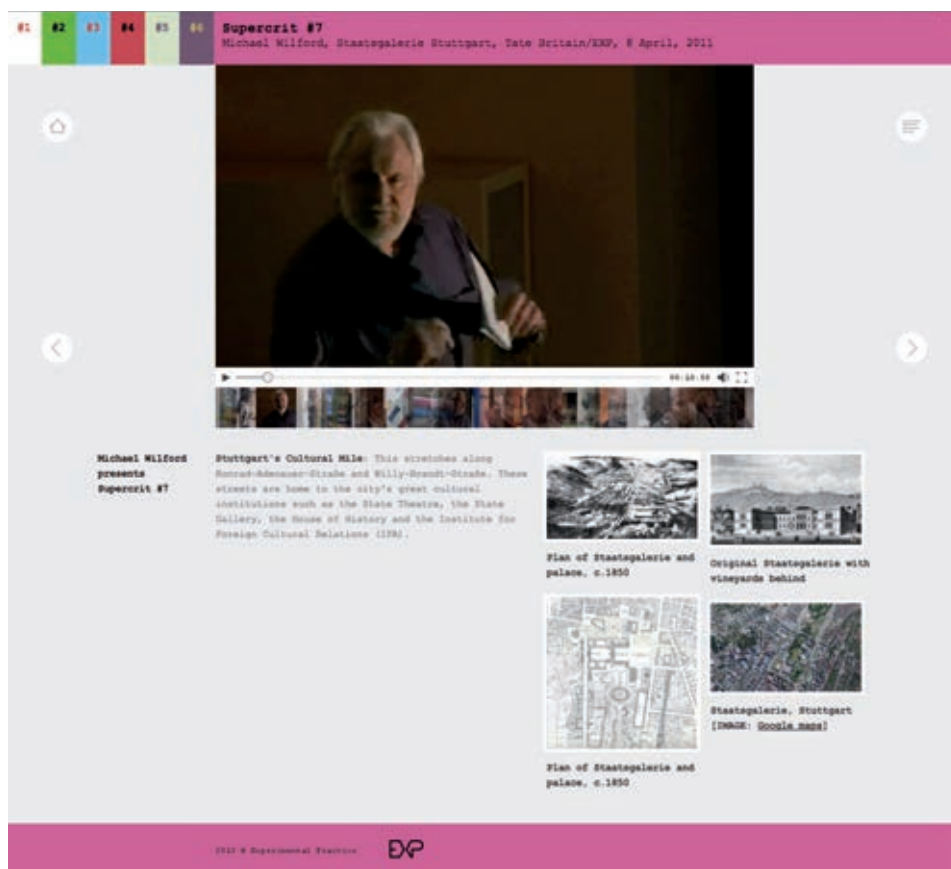 #1 #2 #3 #4 #5 #6
Supercrit #7
Michael Wilford, Staatsgalerie Stuttgart, Tate Britain/EXP, 8 April, 2011
Michael Wilford
presents
Supercrit #7
Stuttgart's Cultural Mile: This stretches along
Konrad-Adenauer-Straße and Willy-Brandt-Straße. These
streets are home to the city's great cultural
institutions such as the State Theatre, the State
Gallery, the House of History and the Institute for
Foreign Cultural Relations (IFA).
Plan of Staatsgalerie and
palace, c.1850
Original Staatsgalerie with
vineyards behind
Plan of Staatsgalerie and
palace, c.1850
Staatsgalerie, Stuttgart
[IMAGE: Google maps]
Experimental Practice
EXP